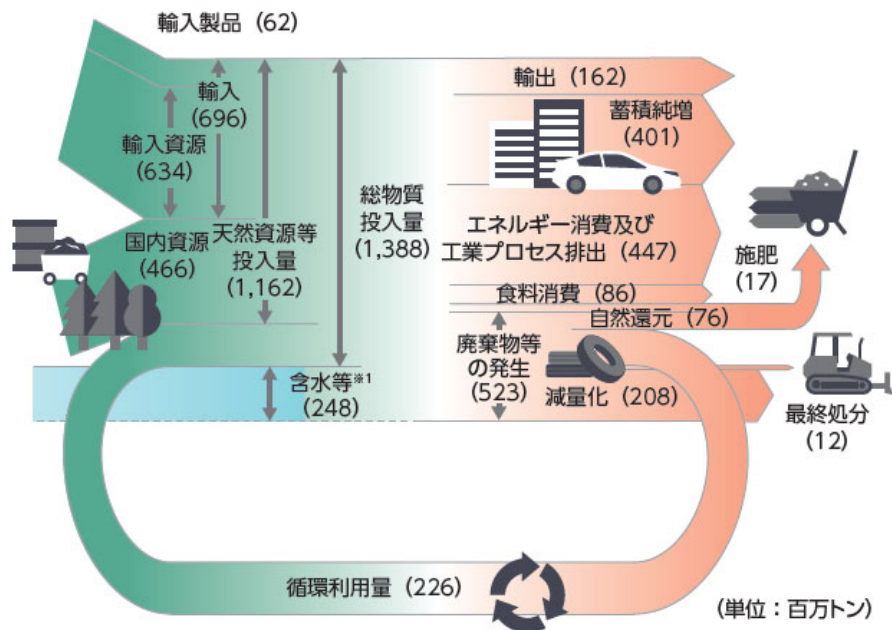 輸入製品（62）
輸入
（696）
輸入資源
（634）
国内資源
（466）
天然資源等
投入量
（1,162）
総物質
投入量
（1,388）
含水等※1
（248）
輸出（162）
蓄積純増
（401）
エネルギー消費及び
工業プロセス排出（447）
食料消費（86）
自然還元（76）
施肥
（17）
廃棄物等
の発生
（523）
減量化（208）
最終処分
（12）
循環利用量（226）
（単位：百万トン）